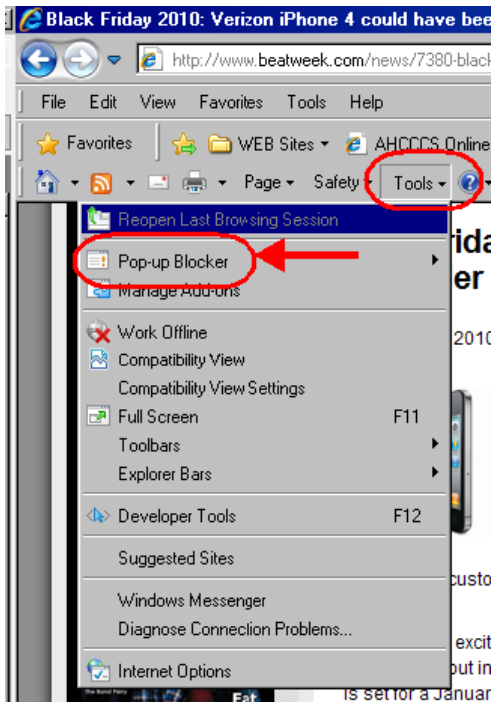 Black Friday 2010: Verizon iPhone 4 could have bee
http://www.beatweek.com/news/7380-black
File Edit View Favorites Tools Help
Favorites WEB Sites AHCCCS Online
Page Safety Tools
Reopen Last Browsing Session
Pop-up Blocker
Manage Add-ons
Work Offline
Compatibility View
Compatibility View Settings
Full Screen F11
Toolbars
Explorer Bars
Developer Tools F12
Suggested Sites
Windows Messenger
Diagnose Connection Problems...
Internet Options
rida
er
2010
custo
excit
out in
The Band Perry
Eat
is set for a Januar